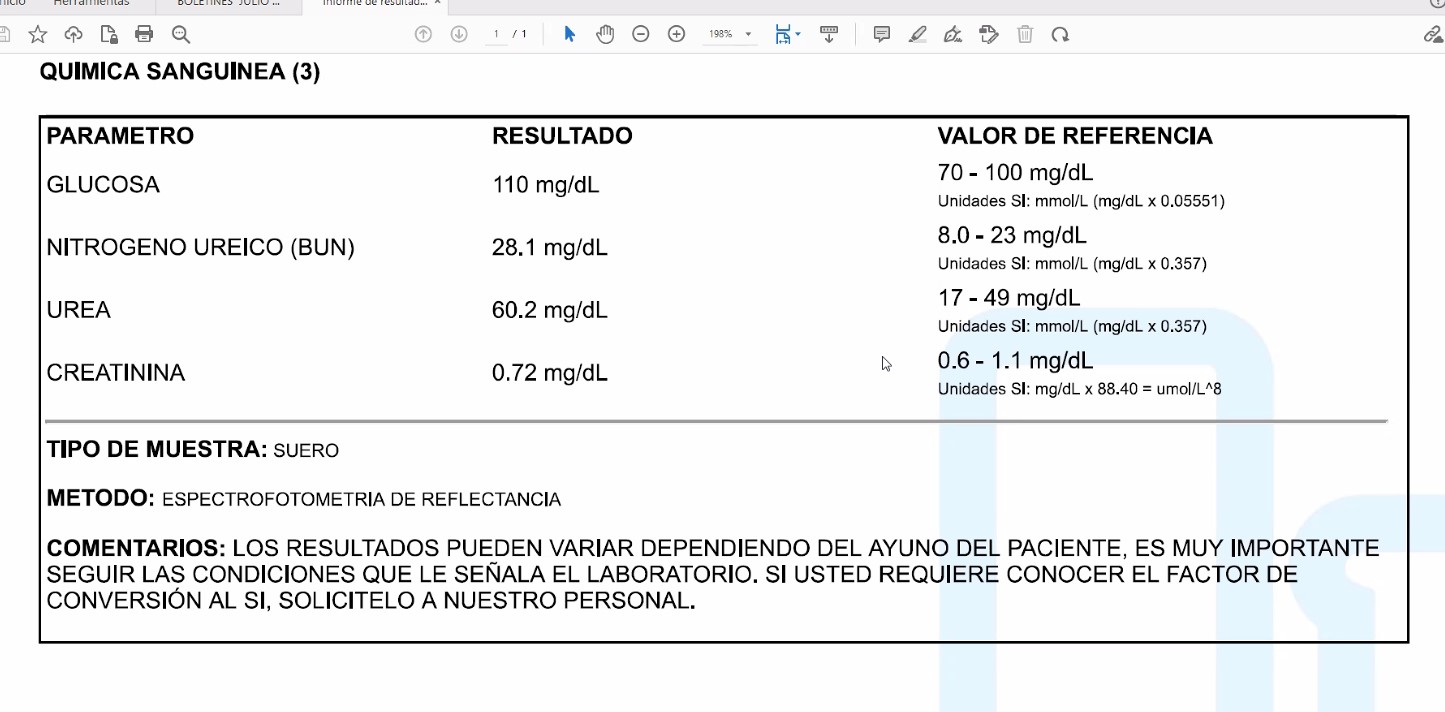 nicio Herramientas BOLETINES JULIO ... Informe de resultad... ×
1 / 1 198%
QUIMICA SANGUINEA (3)
PARAMETRO RESULTADO VALOR DE REFERENCIA
GLUCOSA 110 mg/dL 70 - 100 mg/dL
Unidades SI: mmol/L (mg/dL x 0.05551)
NITROGENO UREICO (BUN) 28.1 mg/dL 8.0 - 23 mg/dL
Unidades SI: mmol/L (mg/dL x 0.357)
UREA 60.2 mg/dL 17 - 49 mg/dL
Unidades SI: mmol/L (mg/dL x 0.357)
CREATININA 0.72 mg/dL 0.6 - 1.1 mg/dL
Unidades SI: mg/dL x 88.40 = umol/L^8
TIPO DE MUESTRA: SUERO
METODO: ESPECTROFOTOMETRIA DE REFLECTANCIA
COMENTARIOS: LOS RESULTADOS PUEDEN VARIAR DEPENDIENDO DEL AYUNO DEL PACIENTE, ES MUY IMPORTANTE
SEGUIR LAS CONDICIONES QUE LE SEÑALA EL LABORATORIO. SI USTED REQUIERE CONOCER EL FACTOR DE
CONVERSIÓN AL SI, SOLICITELO A NUESTRO PERSONAL.